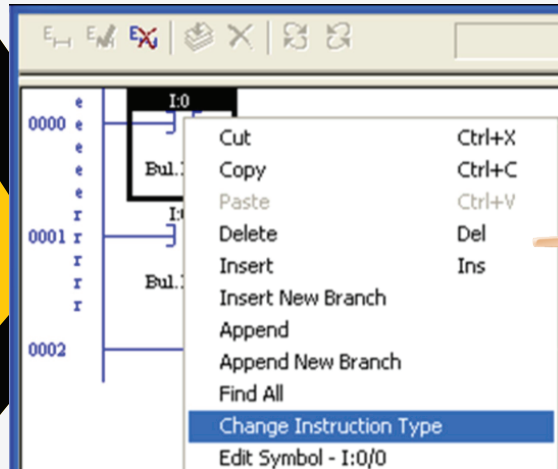 E E E
I:0
0000
Bul.
Cut Ctrl+X
Copy Ctrl+C
Paste Ctrl+V
Delete Del
Insert Ins
Insert New Branch
Append
Append New Branch
Find All
Change Instruction Type
Edit Symbol - I:0/0
e
e
e
e
e
r
r
r
r
r
0001
Bul.
0002